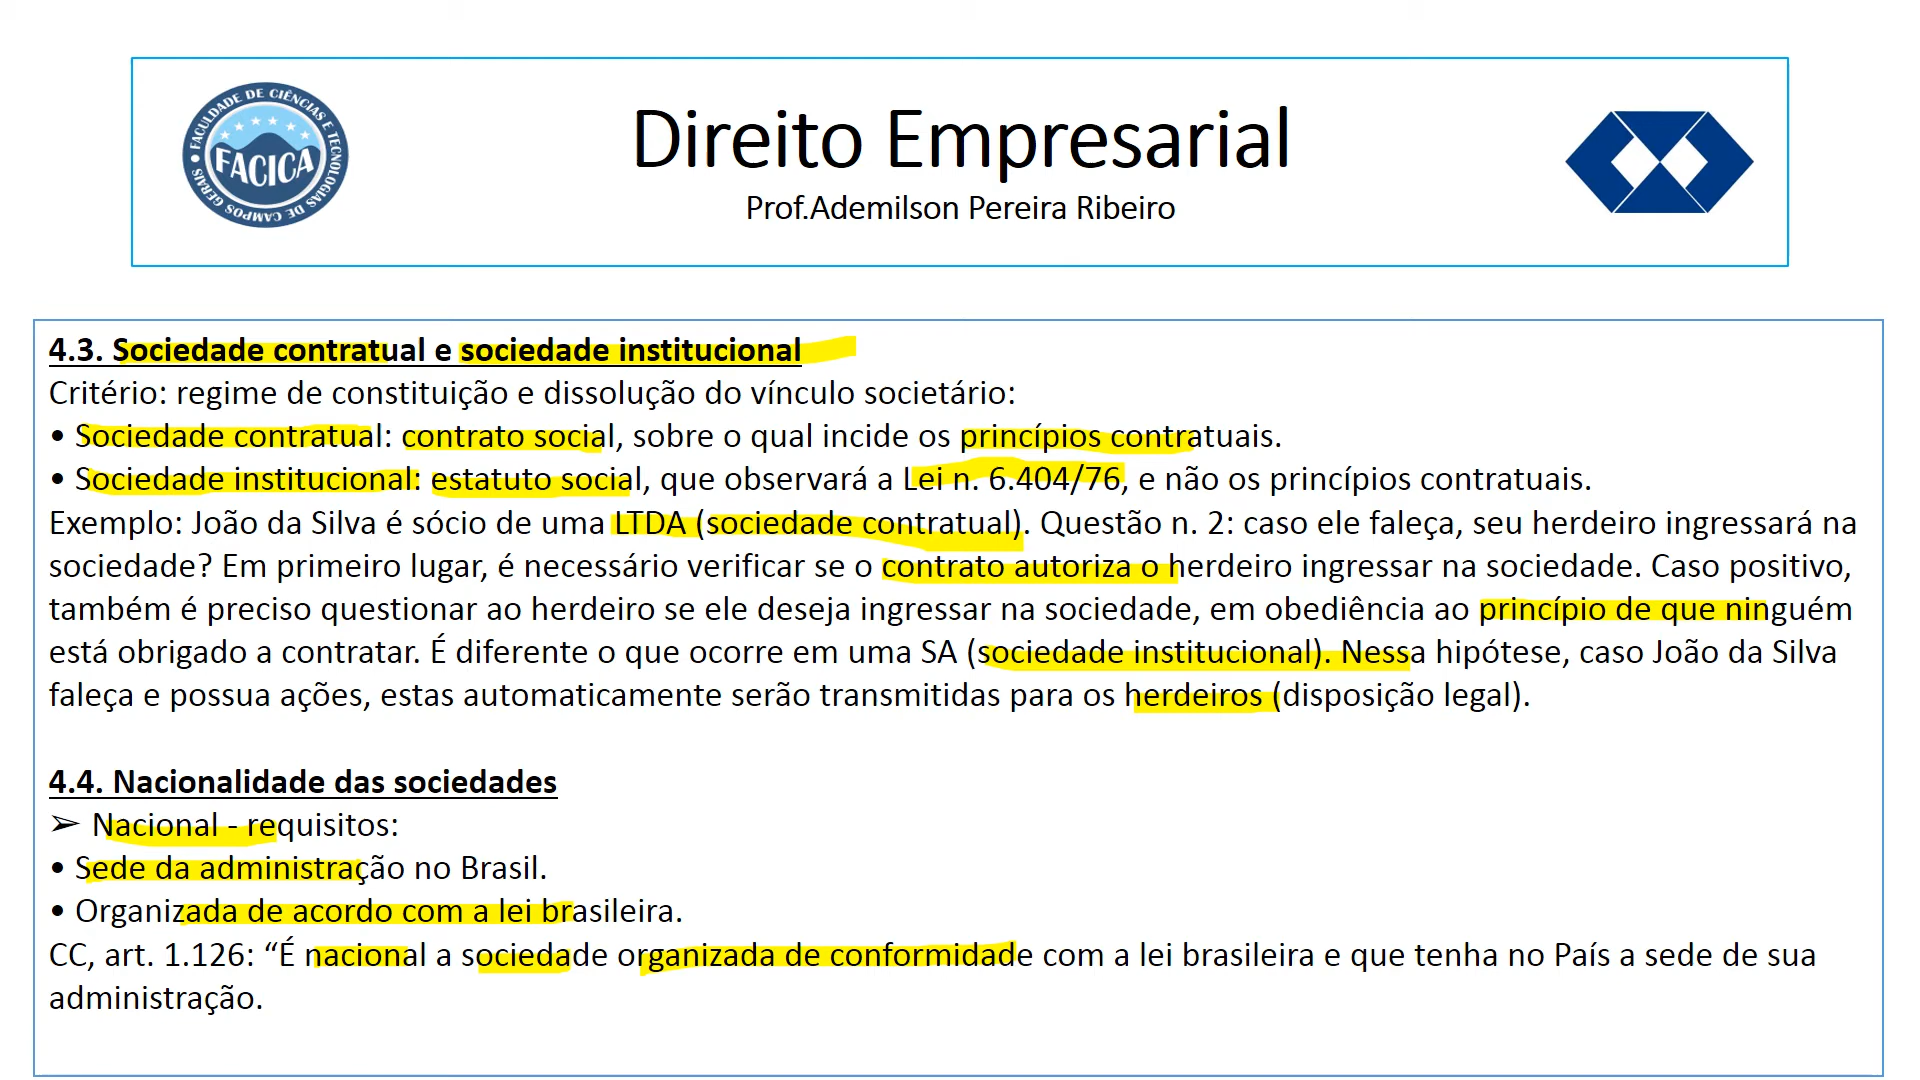 FACULDADE DE CIÊNCIAS E TECNOLOGIAS DE CAMPOS GERAIS
FACICA
Direito Empresarial
Prof.Ademilson Pereira Ribeiro
4.3. Sociedade contratual e sociedade institucional
Critério: regime de constituição e dissolução do vínculo societário:
• Sociedade contratual: contrato social, sobre o qual incide os princípios contratuais.
• Sociedade institucional: estatuto social, que observará a Lei n. 6.404/76, e não os princípios contratuais.
Exemplo: João da Silva é sócio de uma LTDA (sociedade contratual). Questão n. 2: caso ele faleça, seu herdeiro ingressará na
sociedade? Em primeiro lugar, é necessário verificar se o contrato autoriza o herdeiro ingressar na sociedade. Caso positivo,
também é preciso questionar ao herdeiro se ele deseja ingressar na sociedade, em obediência ao princípio de que ninguém
está obrigado a contratar. É diferente o que ocorre em uma SA (sociedade institucional). Nessa hipótese, caso João da Silva
faleça e possua ações, estas automaticamente serão transmitidas para os herdeiros (disposição legal).
4.4. Nacionalidade das sociedades
➢ Nacional - requisitos:
• Sede da administração no Brasil.
• Organizada de acordo com a lei brasileira.
CC, art. 1.126: “É nacional a sociedade organizada de conformidade com a lei brasileira e que tenha no País a sede de sua
administração.